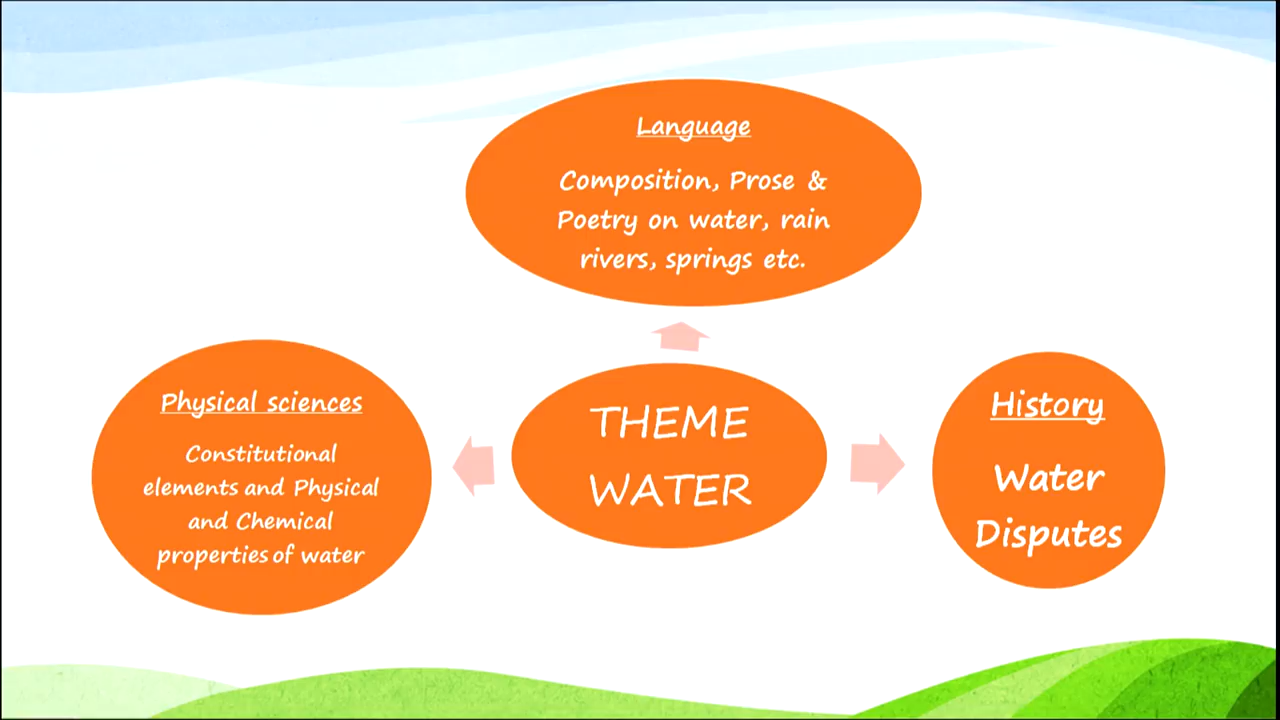 Language
Composition, Prose &
Poetry on water, rain
rivers, springs etc.
Physical sciences
Constitutional
elements and Physical
and Chemical
properties of water
THEME
WATER
History
Water
Disputes